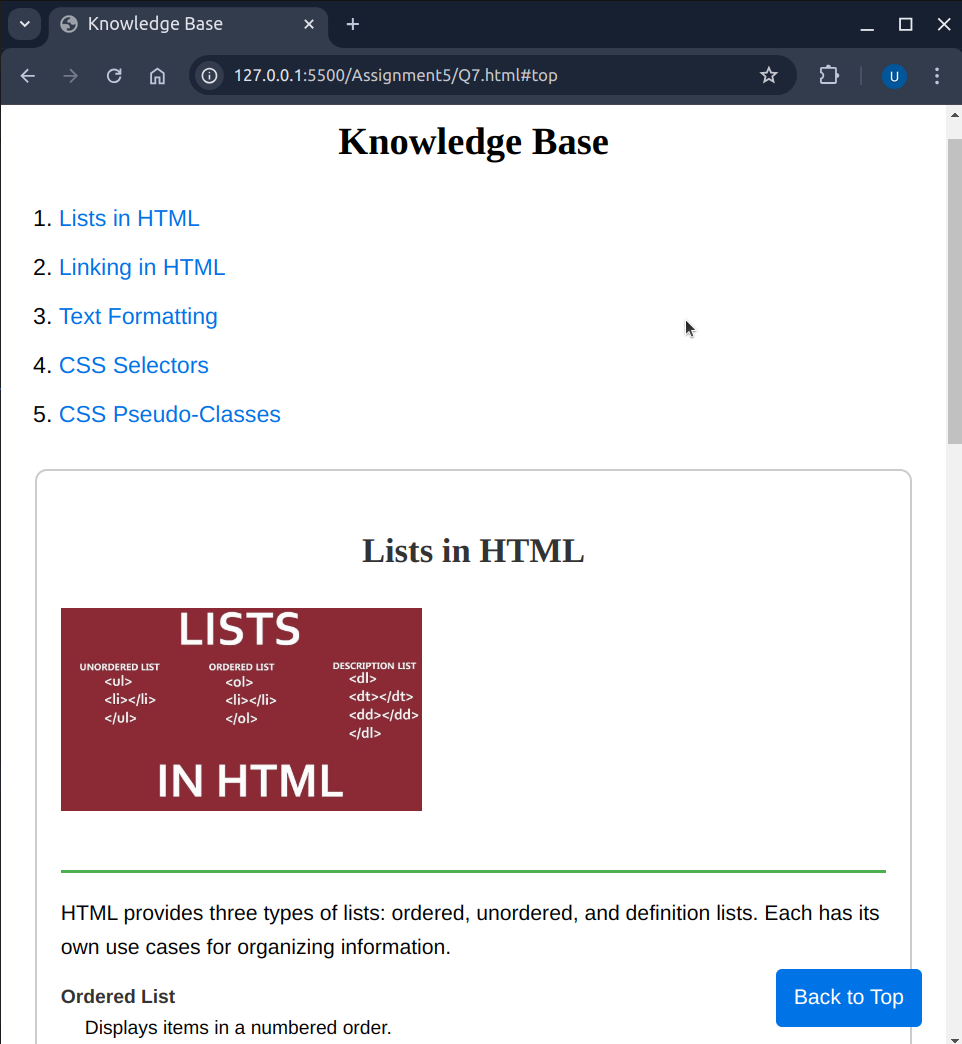 Knowledge Base
127.0.0.1:5500/Assignment5/Q7.html#top
U
Knowledge Base
1. Lists in HTML
2. Linking in HTML
3. Text Formatting
4. CSS Selectors
5. CSS Pseudo-Classes
Lists in HTML
LISTS
UNORDERED LIST
<ul>
<li></li>
</ul>
ORDERED LIST
<ol>
<li></li>
</ol>
DESCRIPTION LIST
<dl>
<dt></dt>
<dd></dd>
</dl>
IN HTML
HTML provides three types of lists: ordered, unordered, and definition lists. Each has its
own use cases for organizing information.
Ordered List
Displays items in a numbered order.
Back to Top